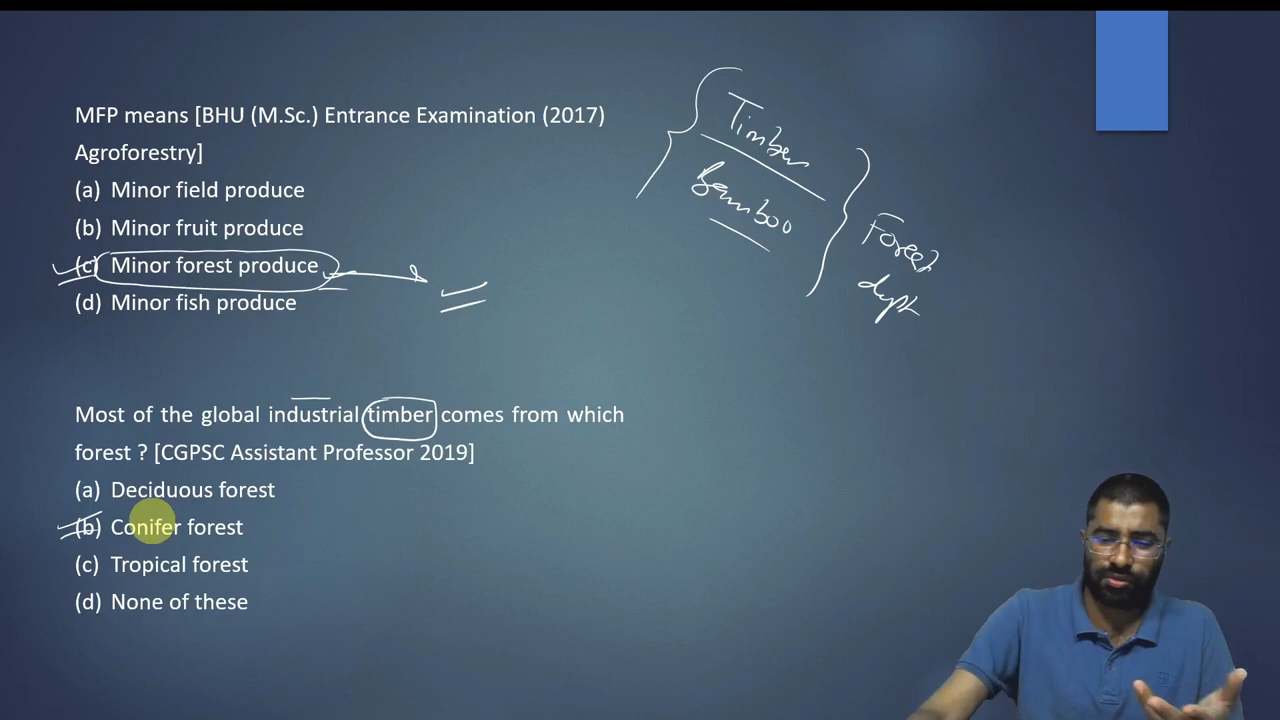 MFP means [BHU (M.Sc.) Entrance Examination (2017)
Agroforestry]
(a) Minor field produce
(b) Minor fruit produce
(c) Minor forest produce
(d) Minor fish produce
Timber
Bamboo
Forest
Most of the global industrial timber comes from which
forest ? [CGPSC Assistant Professor 2019]
(a) Deciduous forest
(b) Conifer forest
(c) Tropical forest
(d) None of these